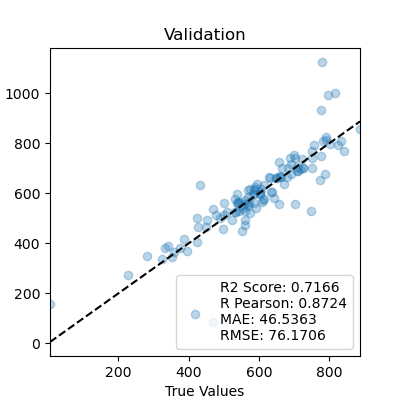 Validation
1000
800
600
400
200
0
R2 Score: 0.7166
R Pearson: 0.8724
MAE: 46.5363
RMSE: 76.1706
200 400 600 800
True Values